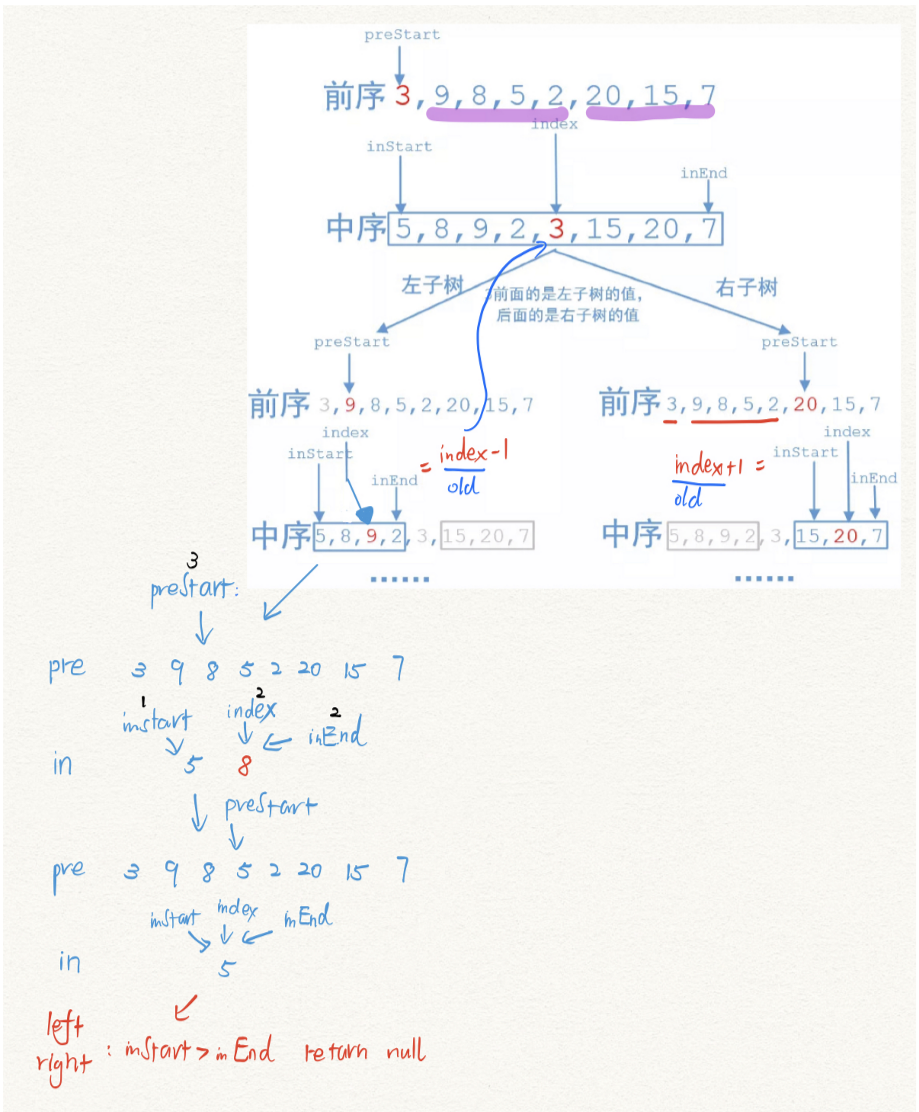 preStart
前序 3,9,8,5,2,20,15,7
index
inStart
inEnd
中序 5,8,9,2,3,15,20,7
左子树
右子树
3前面的是左子树的值,
后面的是右子树的值
preStart
preStart
前序 3,9,8,5,2,20,15,7
前序 3,9,8,5,2,20,15,7
index
index
inStart
= index-1
old
index+1 =
old
inStart
inEnd
inEnd
中序 5,8,9,2,3,15,20,7
中序 5,8,9,2,3,15,20,7
......
......
3
preStart:
pre 3 9 8 5 2 20 15 7
1 2 2
instart index inEnd
in 5 8
preStart
pre 3 9 8 5 2 20 15 7
instart index inEnd
in 5
left
right : inStart > inEnd return null